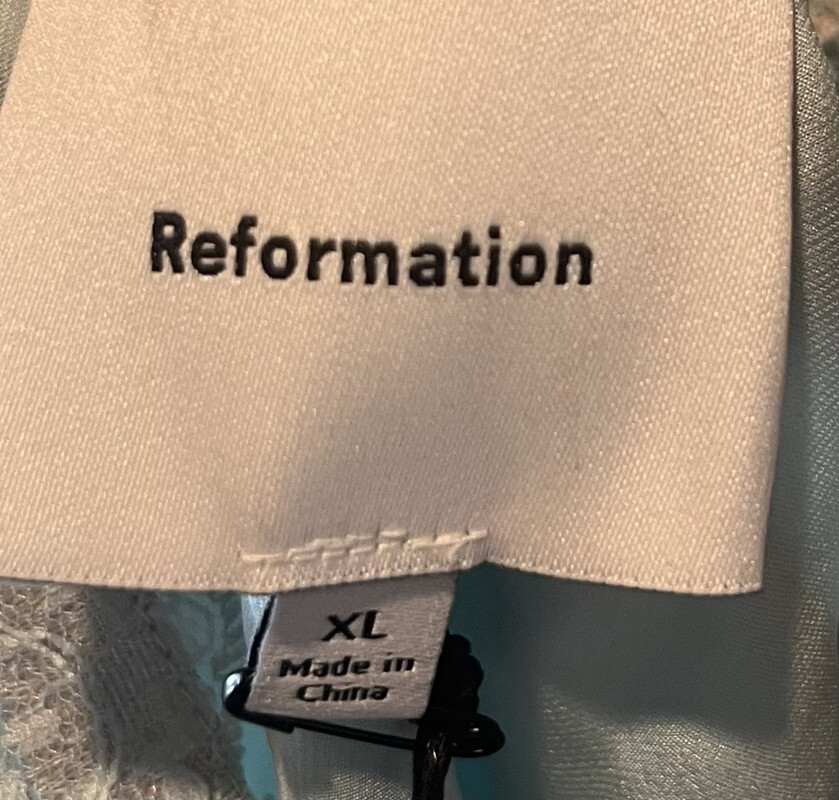 Reformation
XL
Made in
China